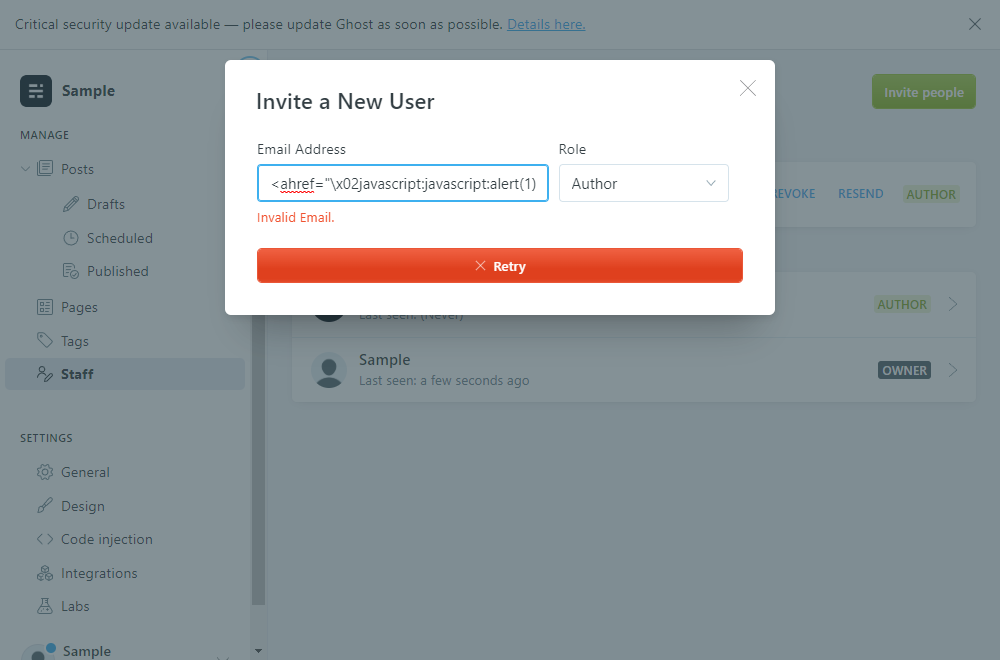 Critical security update available — please update Ghost as soon as possible. Details here.
Sample
Invite people
MANAGE
Posts
Drafts
Scheduled
Published
Pages
Tags
Staff
SETTINGS
General
Design
Code injection
Integrations
Labs
Sample
Invite a New User
Email Address
Role
<ahref="\x02javascript:javascript:alert(1)
Author
Invalid Email.
Retry
RESEND
AUTHOR
AUTHOR
Last seen: (Never)
Sample
OWNER
Last seen: a few seconds ago